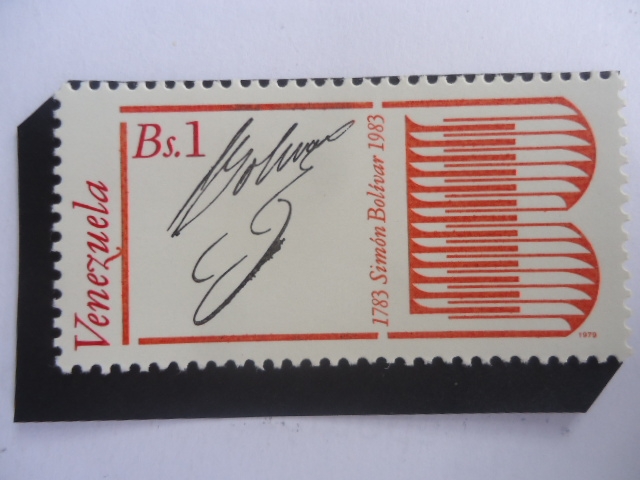 Venezuela
Bs.1
Bolívar
1783 Simón Bolívar 1983
1979